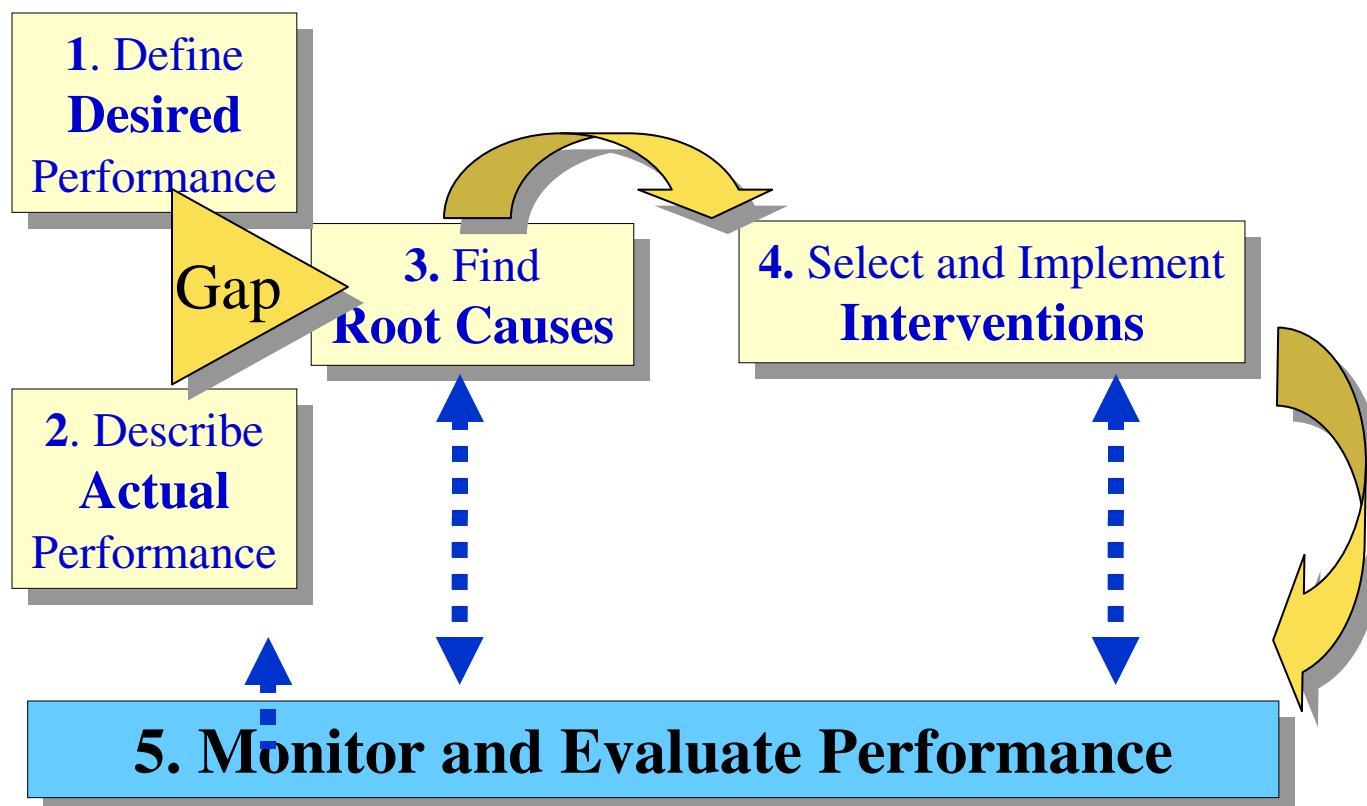 1. Define
Desired
Performance
Gap
2. Describe
Actual
Performance
3. Find
Root Causes
4. Select and Implement
Interventions
5. Monitor and Evaluate Performance